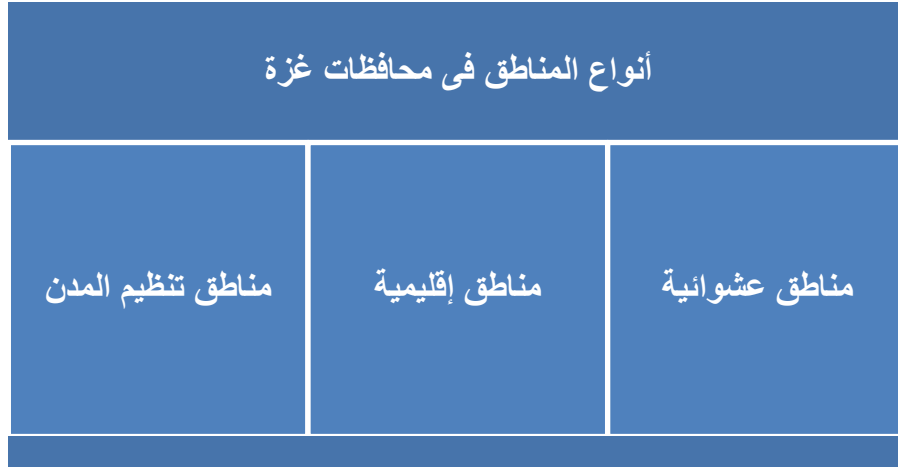 أنواع المناطق فى محافظات غزة
مناطق عشوائية
مناطق إقليمية
مناطق تنظيم المدن